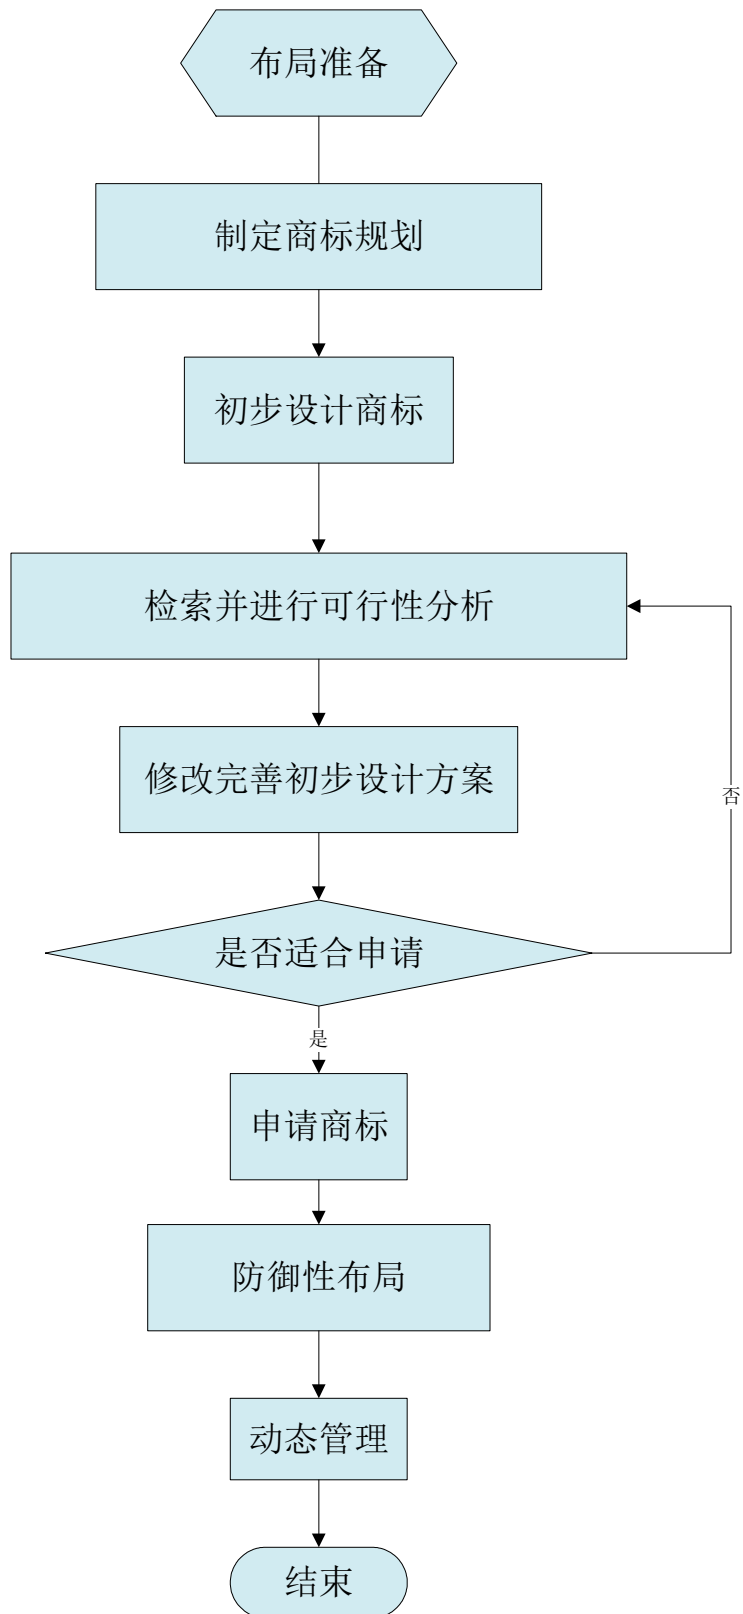 布局准备
制定商标规划
初步设计商标
检索并进行可行性分析
修改完善初步设计方案
否
是否适合申请
是
申请商标
防御性布局
动态管理
结束